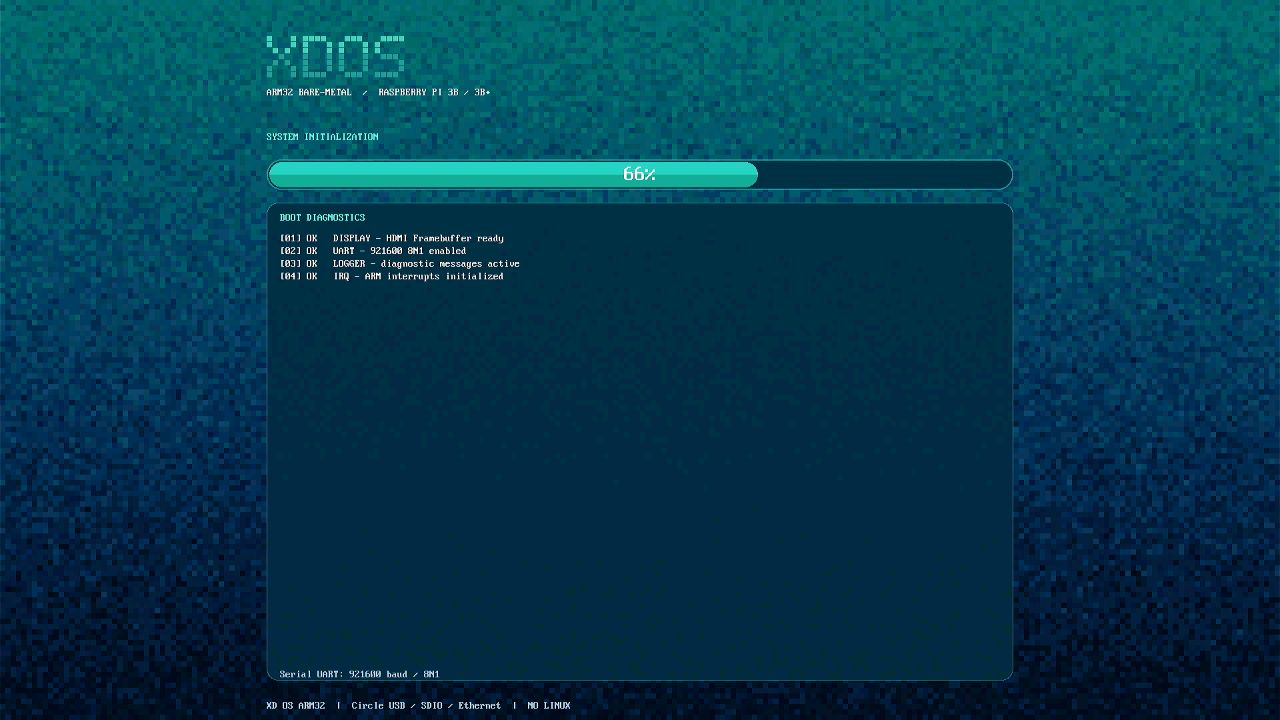 XDOS
ARM32 BARE-METAL / RASPBERRY PI 3B / 3B+
SYSTEM INITIALIZATION
66%
BOOT DIAGNOSTICS
[01] OK DISPLAY - HDMI Framebuffer ready
[02] OK UART - 921600 8N1 enabled
[03] OK LOGGER - diagnostic messages active
[04] OK IRQ - ARM interrupts initialized
Serial UART: 921600 baud / 8N1
XD OS ARM32 | Circle USB / SDIO / Ethernet | NO LINUX